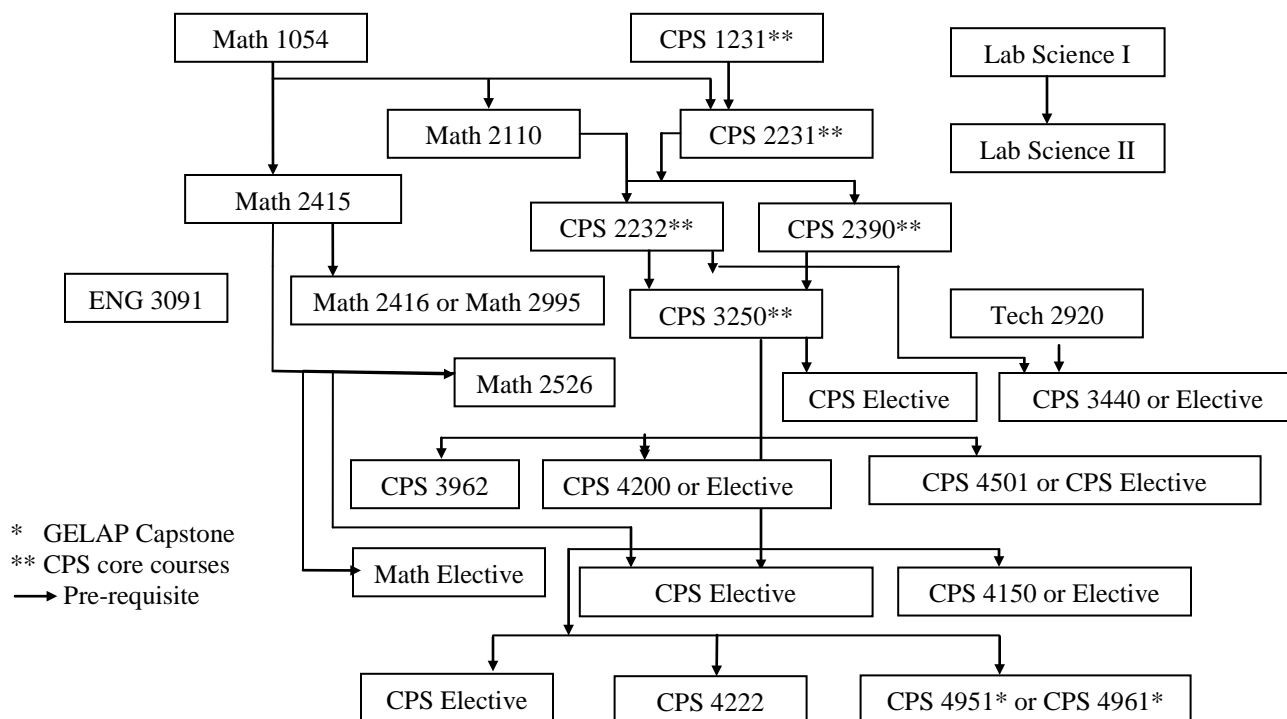 Math 1054
CPS 1231**
Lab Science I
Math 2110
CPS 2231**
Lab Science II
Math 2415
CPS 2232**
CPS 2390**
ENG 3091
Math 2416 or Math 2995
CPS 3250**
Tech 2920
Math 2526
CPS Elective
CPS 3440 or Elective
CPS 3962
CPS 4200 or Elective
CPS 4501 or CPS Elective
* GELAP Capstone
** CPS core courses
Pre-requisite
Math Elective
CPS Elective
CPS 4150 or Elective
CPS Elective
CPS 4222
CPS 4951* or CPS 4961*